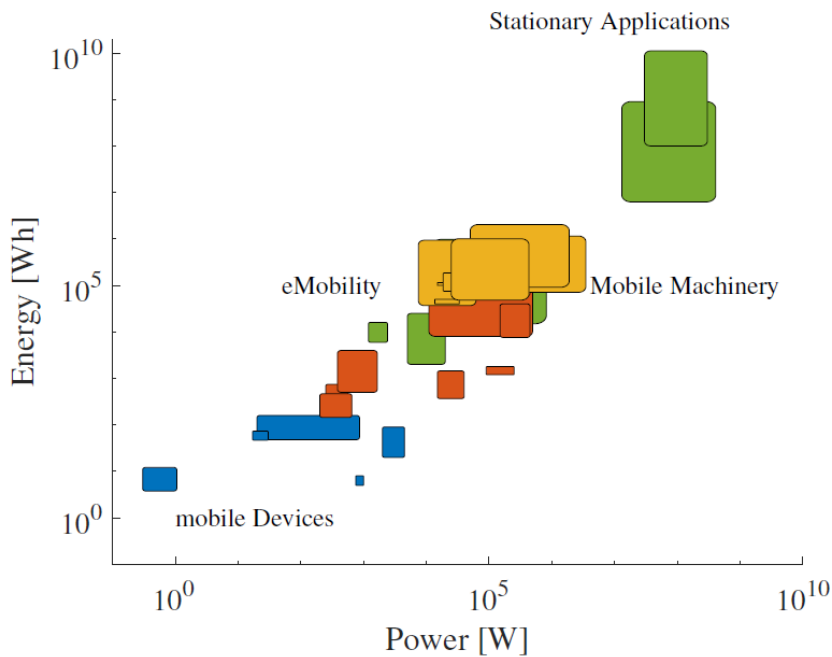 Stationary Applications
10^10
Energy [Wh]
eMobility
10^5
Mobile Machinery
mobile Devices
10^0
10^0
10^5
10^10
Power [W]